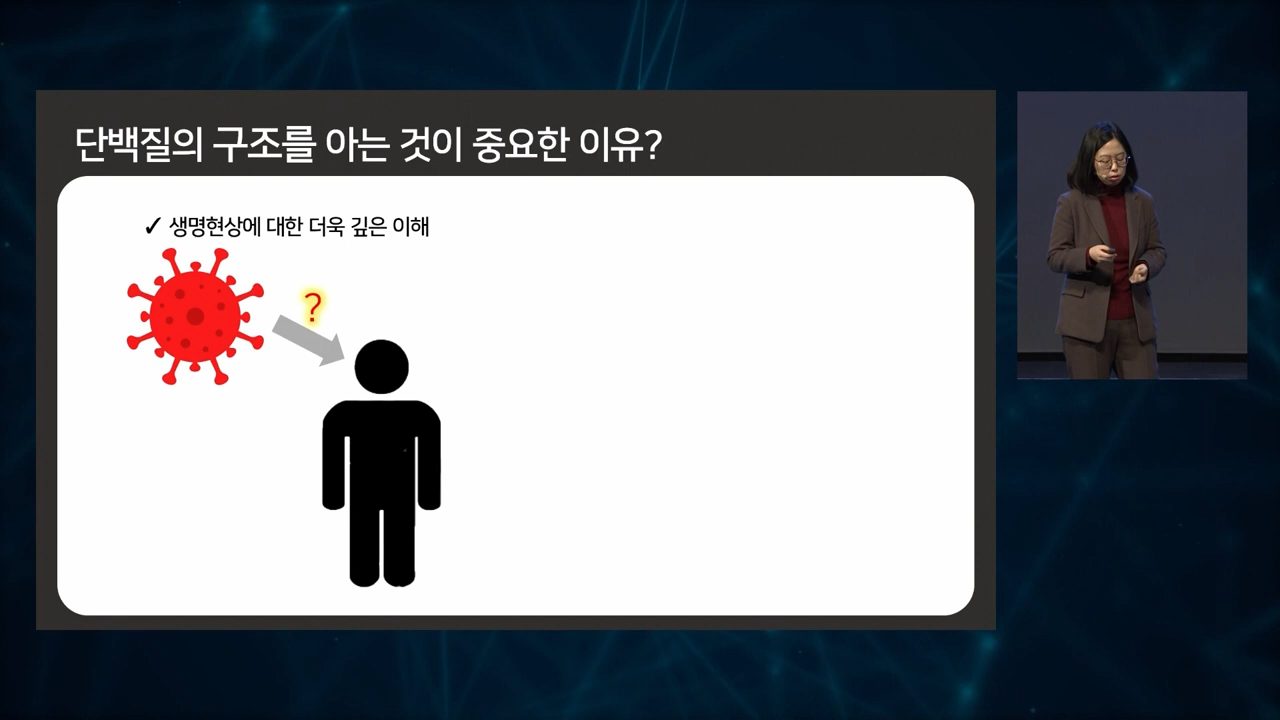 단백질의 구조를 아는 것이 중요한 이유?
✓ 생명현상에 대한 더욱 깊은 이해
?